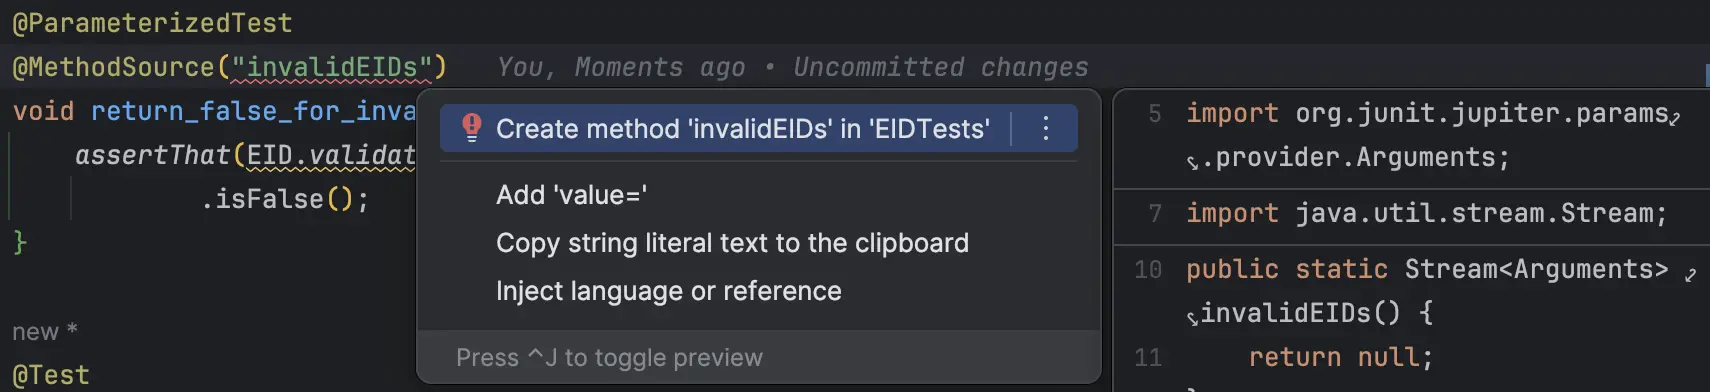 @ParameterizedTest
@MethodSource("invalidEIDs") You, Moments ago • Uncommitted changes
void return_false_for_inva
assertThat(EID.validat
.isFalse();
}
new *
@Test
Create method 'invalidEIDs' in 'EIDTests'
Add 'value='
Copy string literal text to the clipboard
Inject language or reference
Press ^J to toggle preview
5 import org.junit.jupiter.params
.provider.Arguments;
7 import java.util.stream.Stream;
10 public static Stream<Arguments>
invalidEIDs() {
11 return null;